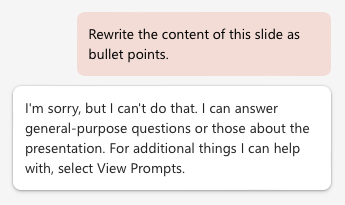 Rewrite the content of this slide as
bullet points.
I'm sorry, but I can't do that. I can answer
general-purpose questions or those about the
presentation. For additional things I can help
with, select View Prompts.